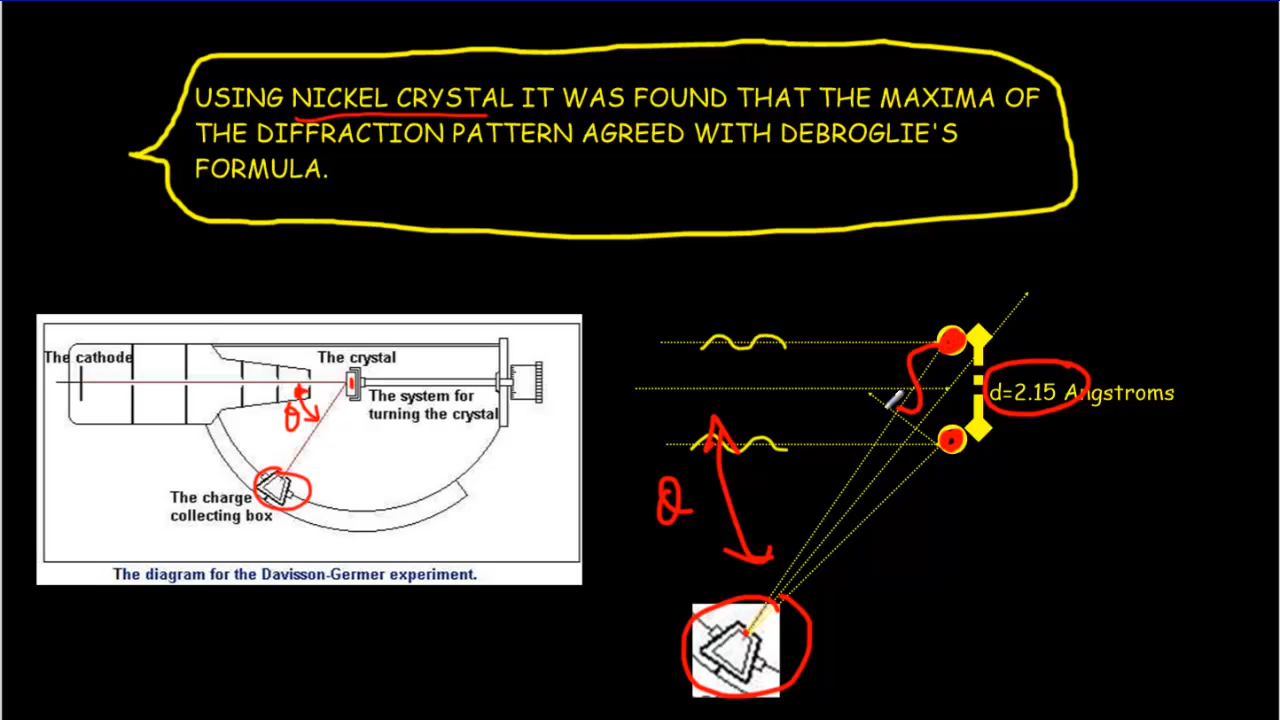 USING NICKEL CRYSTAL IT WAS FOUND THAT THE MAXIMA OF
THE DIFFRACTION PATTERN AGREED WITH DEBROGLIE'S
FORMULA.
The cathode
The crystal
The system for
turning the crystal
θ
The charge
collecting box
The diagram for the Davisson-Germer experiment.
d=2.15 Angstroms
θ